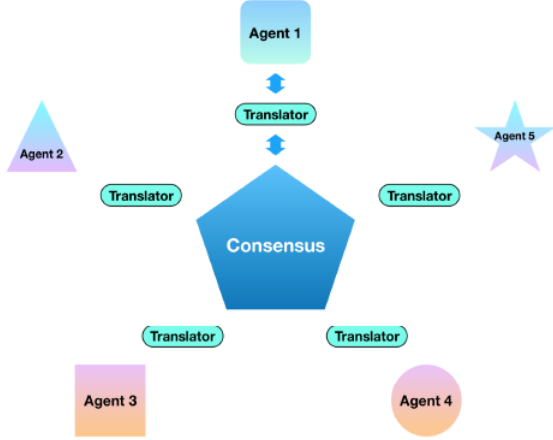 Agent 1
Translator
Agent 2
Agent 5
Translator
Translator
Consensus
Translator
Translator
Agent 3
Agent 4